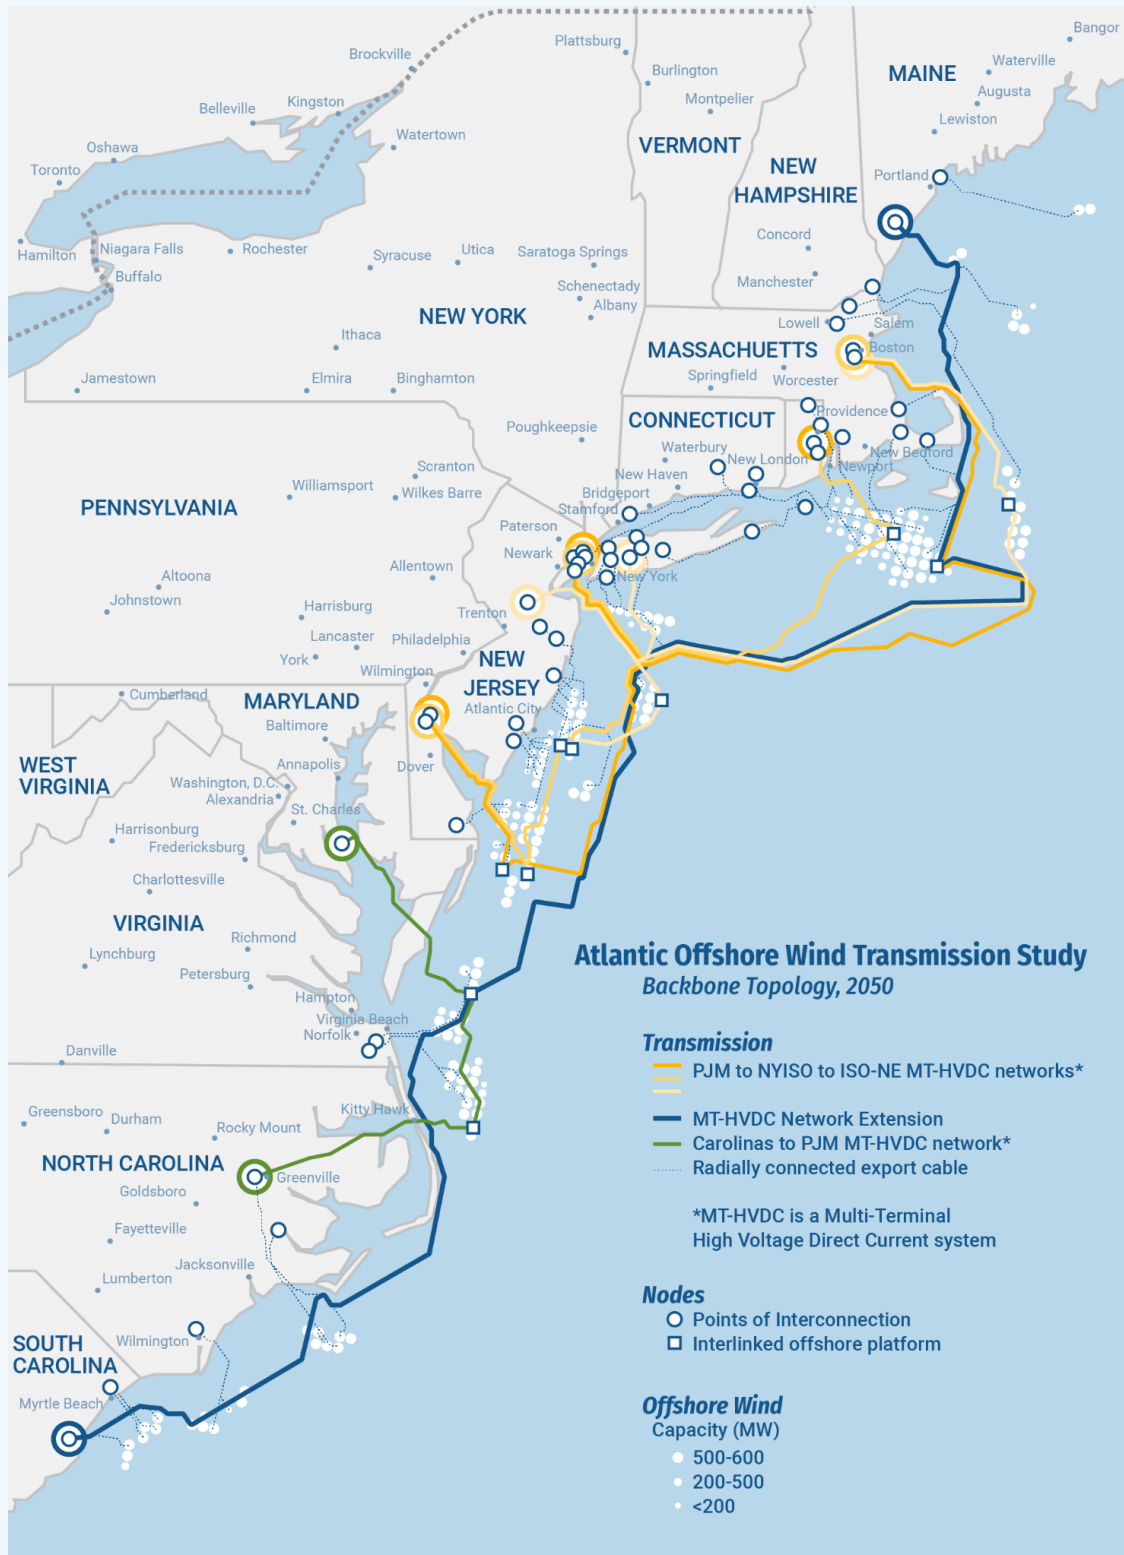 Bangor
Plattsburg
Brockville
Waterville
Burlington
MAINE
Augusta
Kingston
Montpelier
Belleville
Lewiston
Watertown
VERMONT
Oshawa
NEW
HAMPSHIRE
Toronto
Portland
Concord
Hamilton
Niagara Falls
Rochester
Syracuse
Utica
Saratoga Springs
Buffalo
Manchester
Schenectady
Albany
NEW YORK
Lowell
Salem
Ithaca
MASSACHUETTS
Boston
Jamestown
Elmira
Binghamton
Springfield
Worcester
Providence
CONNECTICUT
Poughkeepsie
Waterbury
New London
New Bedford
Newport
Scranton
New Haven
Williamsport
Wilkes Barre
Bridgeport
Stamford
PENNSYLVANIA
Paterson
Newark
Allentown
New York
Altoona
Johnstown
Harrisburg
Trenton
Lancaster
Philadelphia
York
NEW
JERSEY
Wilmington
Cumberland
MARYLAND
Atlantic City
Baltimore
WEST
VIRGINIA
Annapolis
Dover
Washington, D.C.
Alexandria
St. Charles
Harrisonburg
Fredericksburg
Charlottesville
VIRGINIA
Richmond
Lynchburg
Petersburg
Hampton
Virginia Beach
Norfolk
Danville
Greensboro
Durham
Kitty Hawk
Rocky Mount
NORTH CAROLINA
Greenville
Goldsboro
Fayetteville
Jacksonville
Lumberton
SOUTH
CAROLINA
Wilmington
Myrtle Beach
Atlantic Offshore Wind Transmission Study
Backbone Topology, 2050
Transmission
PJM to NYISO to ISO-NE MT-HVDC networks*
MT-HVDC Network Extension
Carolinas to PJM MT-HVDC network*
Radially connected export cable
*MT-HVDC is a Multi-Terminal
High Voltage Direct Current system
Nodes
Points of Interconnection
Interlinked offshore platform
Offshore Wind
Capacity (MW)
500-600
200-500
<200